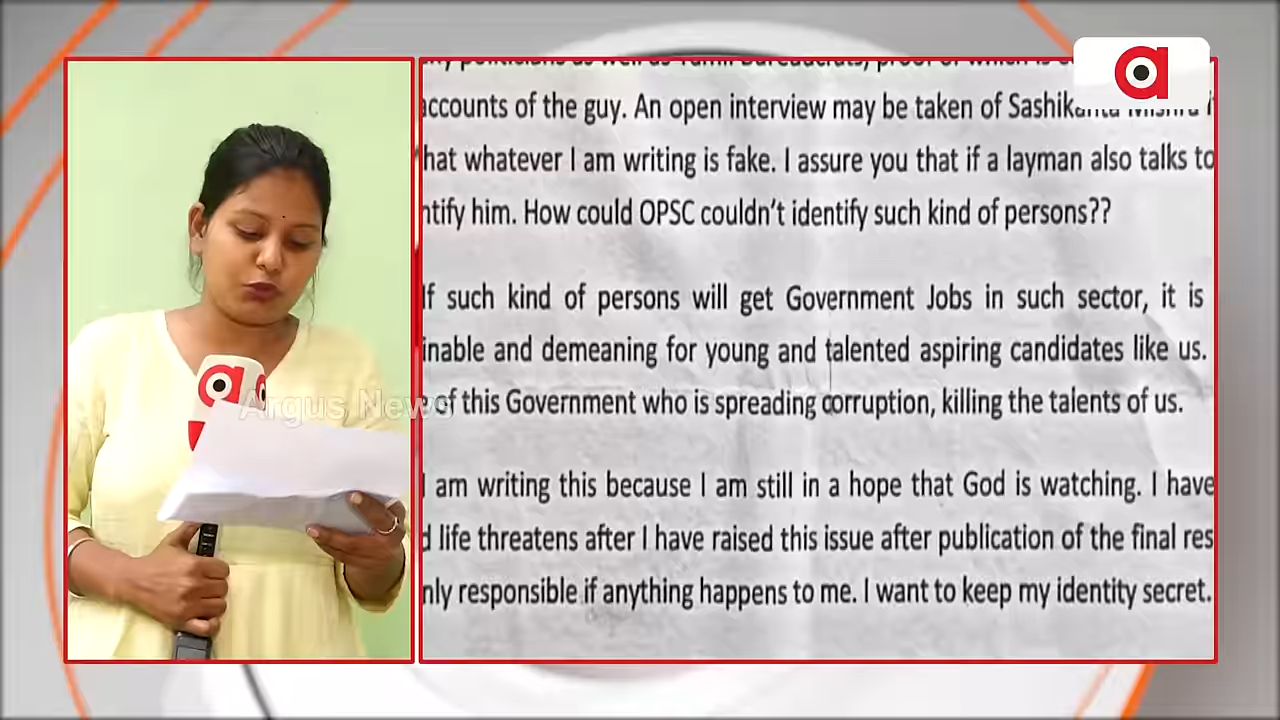 accounts of the guy. An open interview may be taken of Sashikanta Mishra
that whatever I am writing is fake. I assure you that if a layman also talks to
ntify him. How could OPSC couldn't identify such kind of persons??
If such kind of persons will get Government Jobs in such sector, it is
inable and demeaning for young and talented aspiring candidates like us.
of this Government who is spreading corruption, killing the talents of us.
I am writing this because I am still in a hope that God is watching. I have
d life threatens after I have raised this issue after publication of the final res
nly responsible if anything happens to me. I want to keep my identity secret.
Argus News